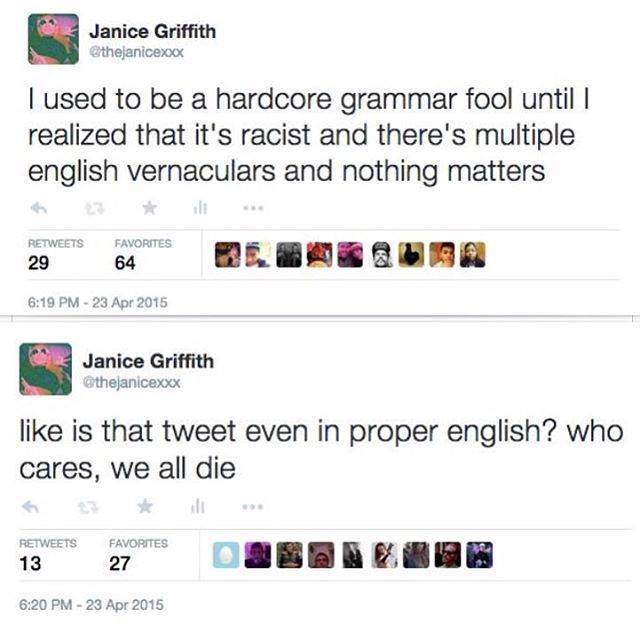 Janice Griffith
@thejanicexxx
I used to be a hardcore grammar fool until I
realized that it's racist and there's multiple
english vernaculars and nothing matters
RETWEETS FAVORITES
29 64
6:19 PM - 23 Apr 2015
Janice Griffith
@thejanicexxx
like is that tweet even in proper english? who
cares, we all die
RETWEETS FAVORITES
13 27
6:20 PM - 23 Apr 2015